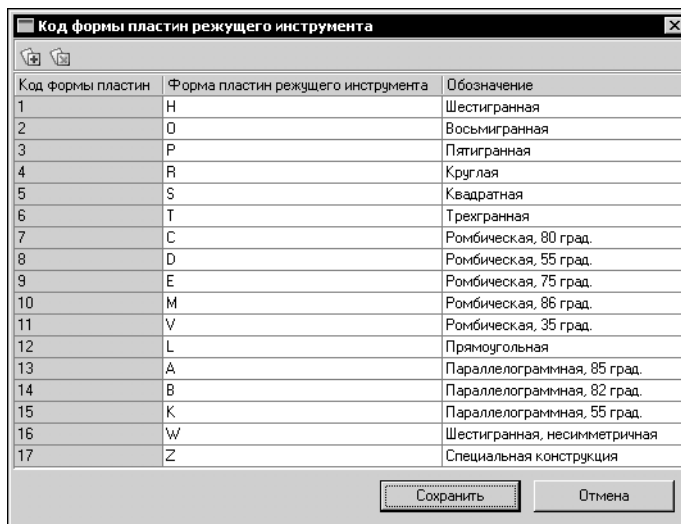 Код формы пластин режущего инструмента
Код формы пластин Форма пластин режущего инструмента Обозначение
1 H Шестигранная
2 O Восьмигранная
3 P Пятигранная
4 R Круглая
5 S Квадратная
6 T Трехгранная
7 C Ромбическая, 80 град.
8 D Ромбическая, 55 град.
9 E Ромбическая, 75 град.
10 M Ромбическая, 86 град.
11 V Ромбическая, 35 град.
12 L Прямоугольная
13 A Параллелограммная, 85 град.
14 B Параллелограммная, 82 град.
15 K Параллелограммная, 55 град.
16 W Шестигранная, несимметричная
17 Z Специальная конструкция
Сохранить Отмена